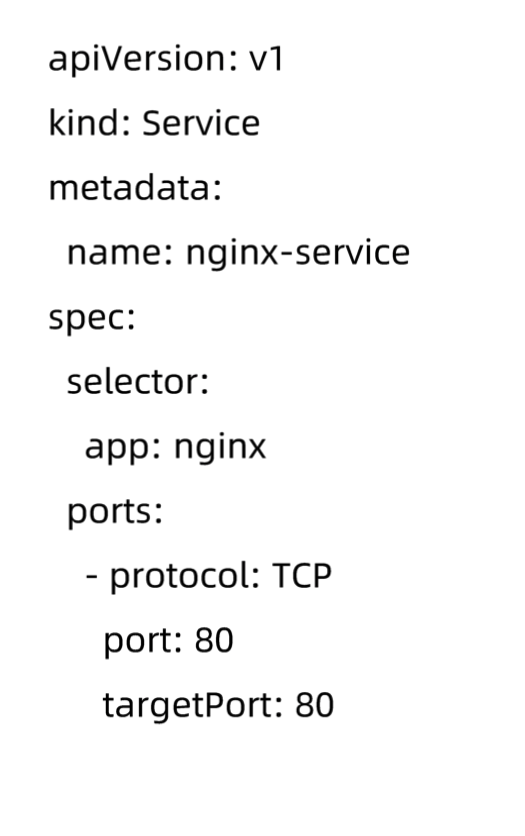 apiVersion: v1
kind: Service
metadata:
  name: nginx-service
spec:
  selector:
    app: nginx
  ports:
    - protocol: TCP
      port: 80
      targetPort: 80